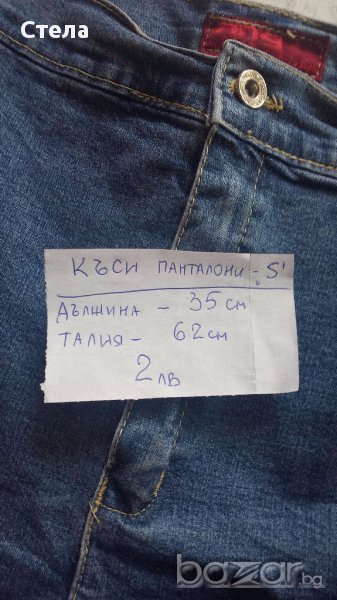 Стела
КЪСИ ПАНТАЛОНИ - „S"
ДЪЛЖИНА - 35 см
ТАЛИЯ - 62 см
2 лв
bazar.bg